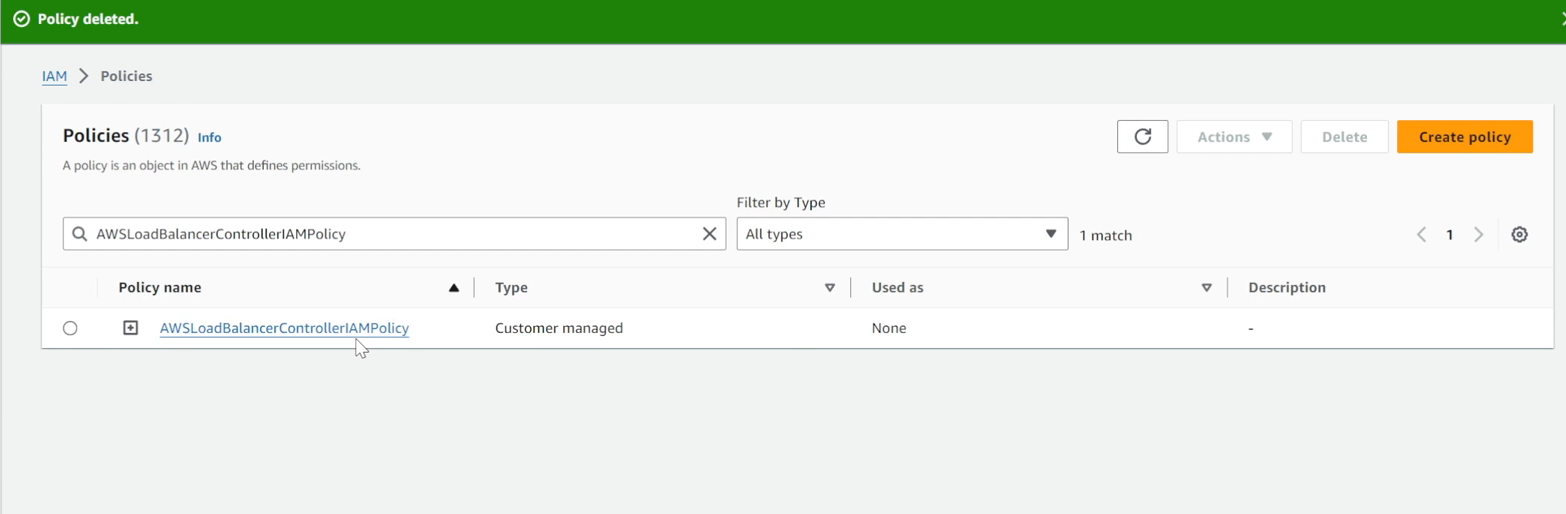 Policy deleted.
IAM > Policies
Policies (1312) Info
Actions Delete Create policy
A policy is an object in AWS that defines permissions.
Filter by Type
AWSLoadBalancerControllerIAMPolicy All types 1 match 1
Policy name Type Used as Description
AWSLoadBalancerControllerIAMPolicy Customer managed None -